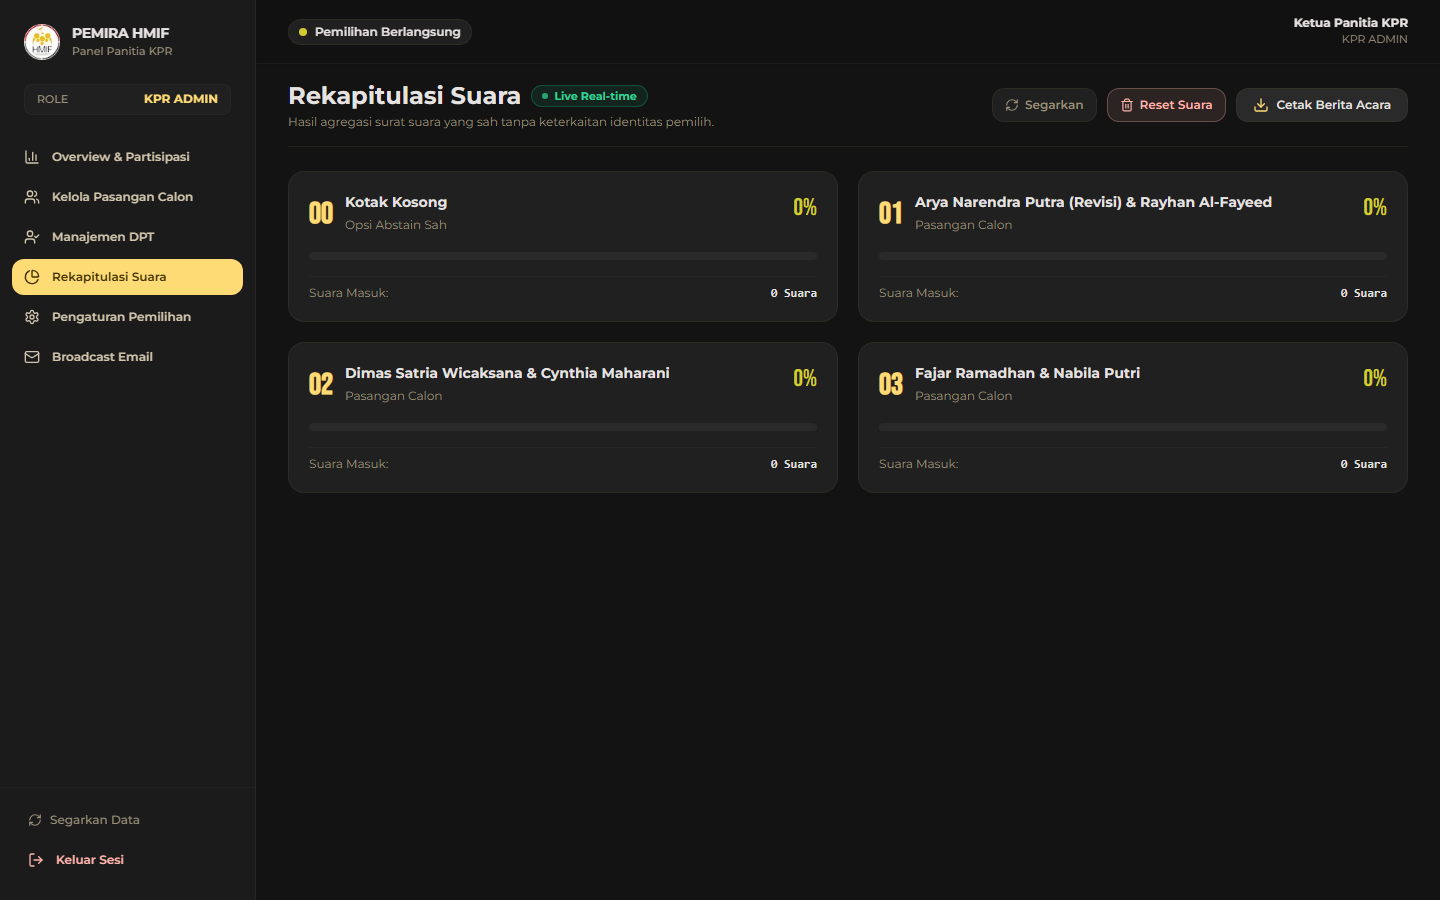 HMIF
PEMIRA HMIF
Panel Panitia KPR
ROLE KPR ADMIN
Overview & Partisipasi
Kelola Pasangan Calon
Manajemen DPT
Rekapitulasi Suara
Pengaturan Pemilihan
Broadcast Email
Segarkan Data
Keluar Sesi
Pemilihan Berlangsung
Ketua Panitia KPR
KPR ADMIN
Rekapitulasi Suara Live Real-time
Hasil agregasi surat suara yang sah tanpa keterkaitan identitas pemilih.
Segarkan Reset Suara Cetak Berita Acara
00 Kotak Kosong 0%
Opsi Abstain Sah
Suara Masuk: 0 Suara
01 Arya Narendra Putra (Revisi) & Rayhan Al-Fayeed 0%
Pasangan Calon
Suara Masuk: 0 Suara
02 Dimas Satria Wicaksana & Cynthia Maharani 0%
Pasangan Calon
Suara Masuk: 0 Suara
03 Fajar Ramadhan & Nabila Putri 0%
Pasangan Calon
Suara Masuk: 0 Suara